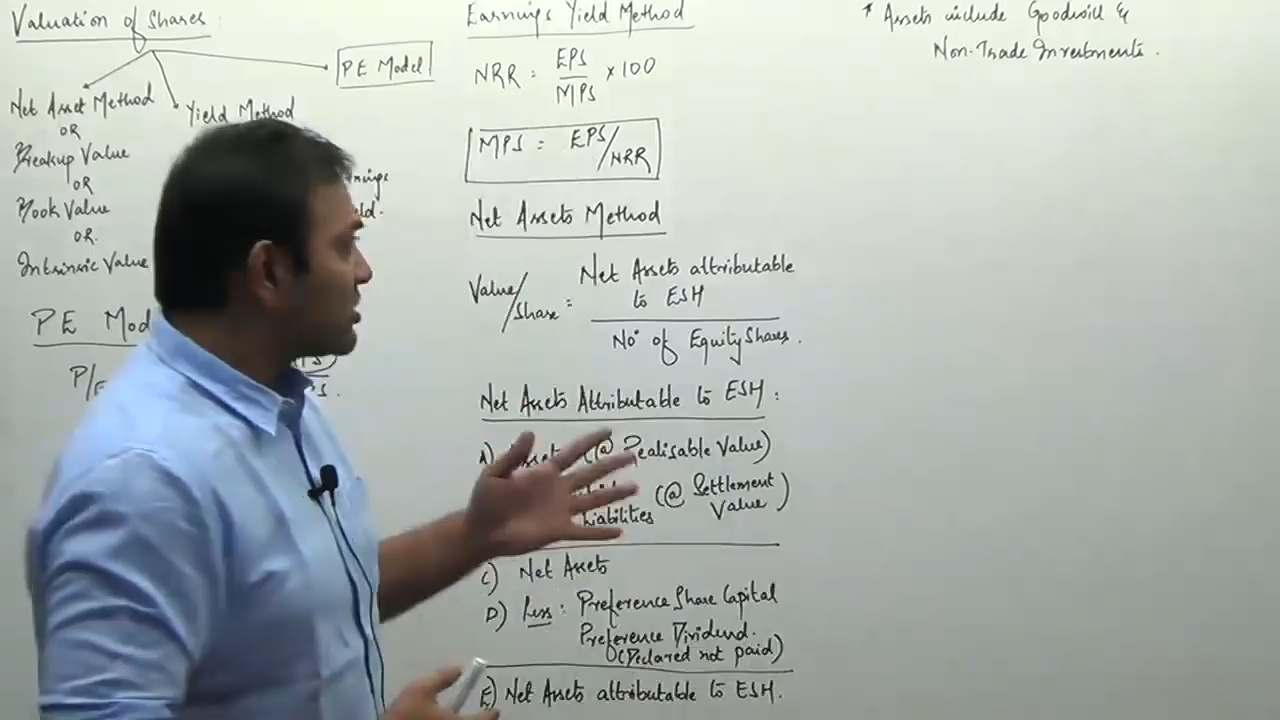 Valuation of Shares :
PE Model
Net Asset Method
OR
Breakup Value
OR
Book Value
OR
Intrinsic Value
Yield Method
PE
Earnings Yield Method
NRR = EPS/MPS × 100
MPS = EPS/NRR
Net Assets Method
Value/Share = Net Assets attributable
to ESH
No. of Equity Shares.
Net Assets Attributable to ESH :
A) Assets (@ Realisable Value)
Liabilities (@ Settlement
Value)
C) Net Assets
D) Less : Preference Share Capital
Preference Dividend.
(Declared not paid)
E) Net Assets attributable to ESH.
* Assets include Goodwill &
Non-Trade Investments.